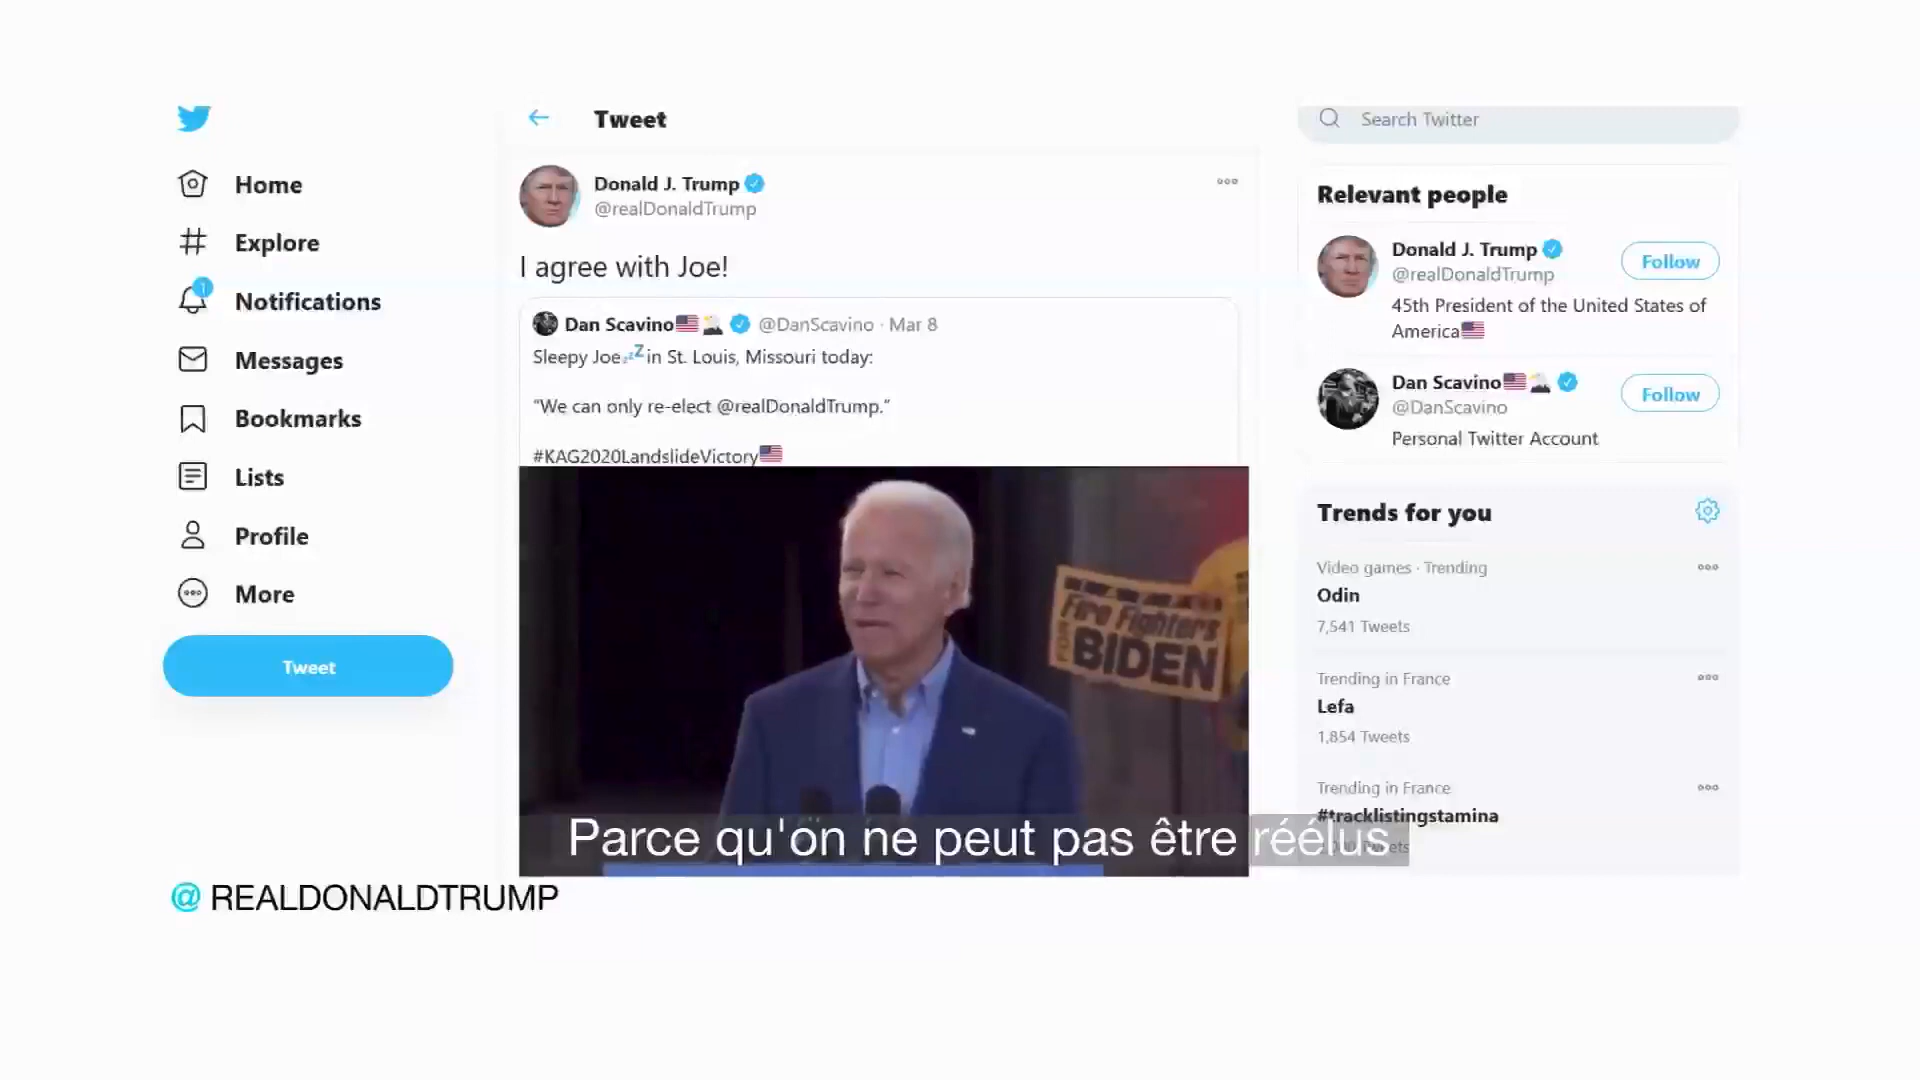 Home
Explore
1
Notifications
Messages
Bookmarks
Lists
Profile
More
Tweet
Tweet
Donald J. Trump
@realDonaldTrump
I agree with Joe!
Dan Scavino @DanScavino · Mar 8
Sleepy Joe in St. Louis, Missouri today:
"We can only re-elect @realDonaldTrump."
#KAG2020LandslideVictory
Fire Fighters
FOR BIDEN
Parce qu'on ne peut pas être réélus
@ REALDONALDTRUMP
Search Twitter
Relevant people
Donald J. Trump
@realDonaldTrump
Follow
45th President of the United States of
America
Dan Scavino
@DanScavino
Follow
Personal Twitter Account
Trends for you
Video games · Trending
Odin
7,541 Tweets
Trending in France
Lefa
1,854 Tweets
Trending in France
#tracklistingstamina